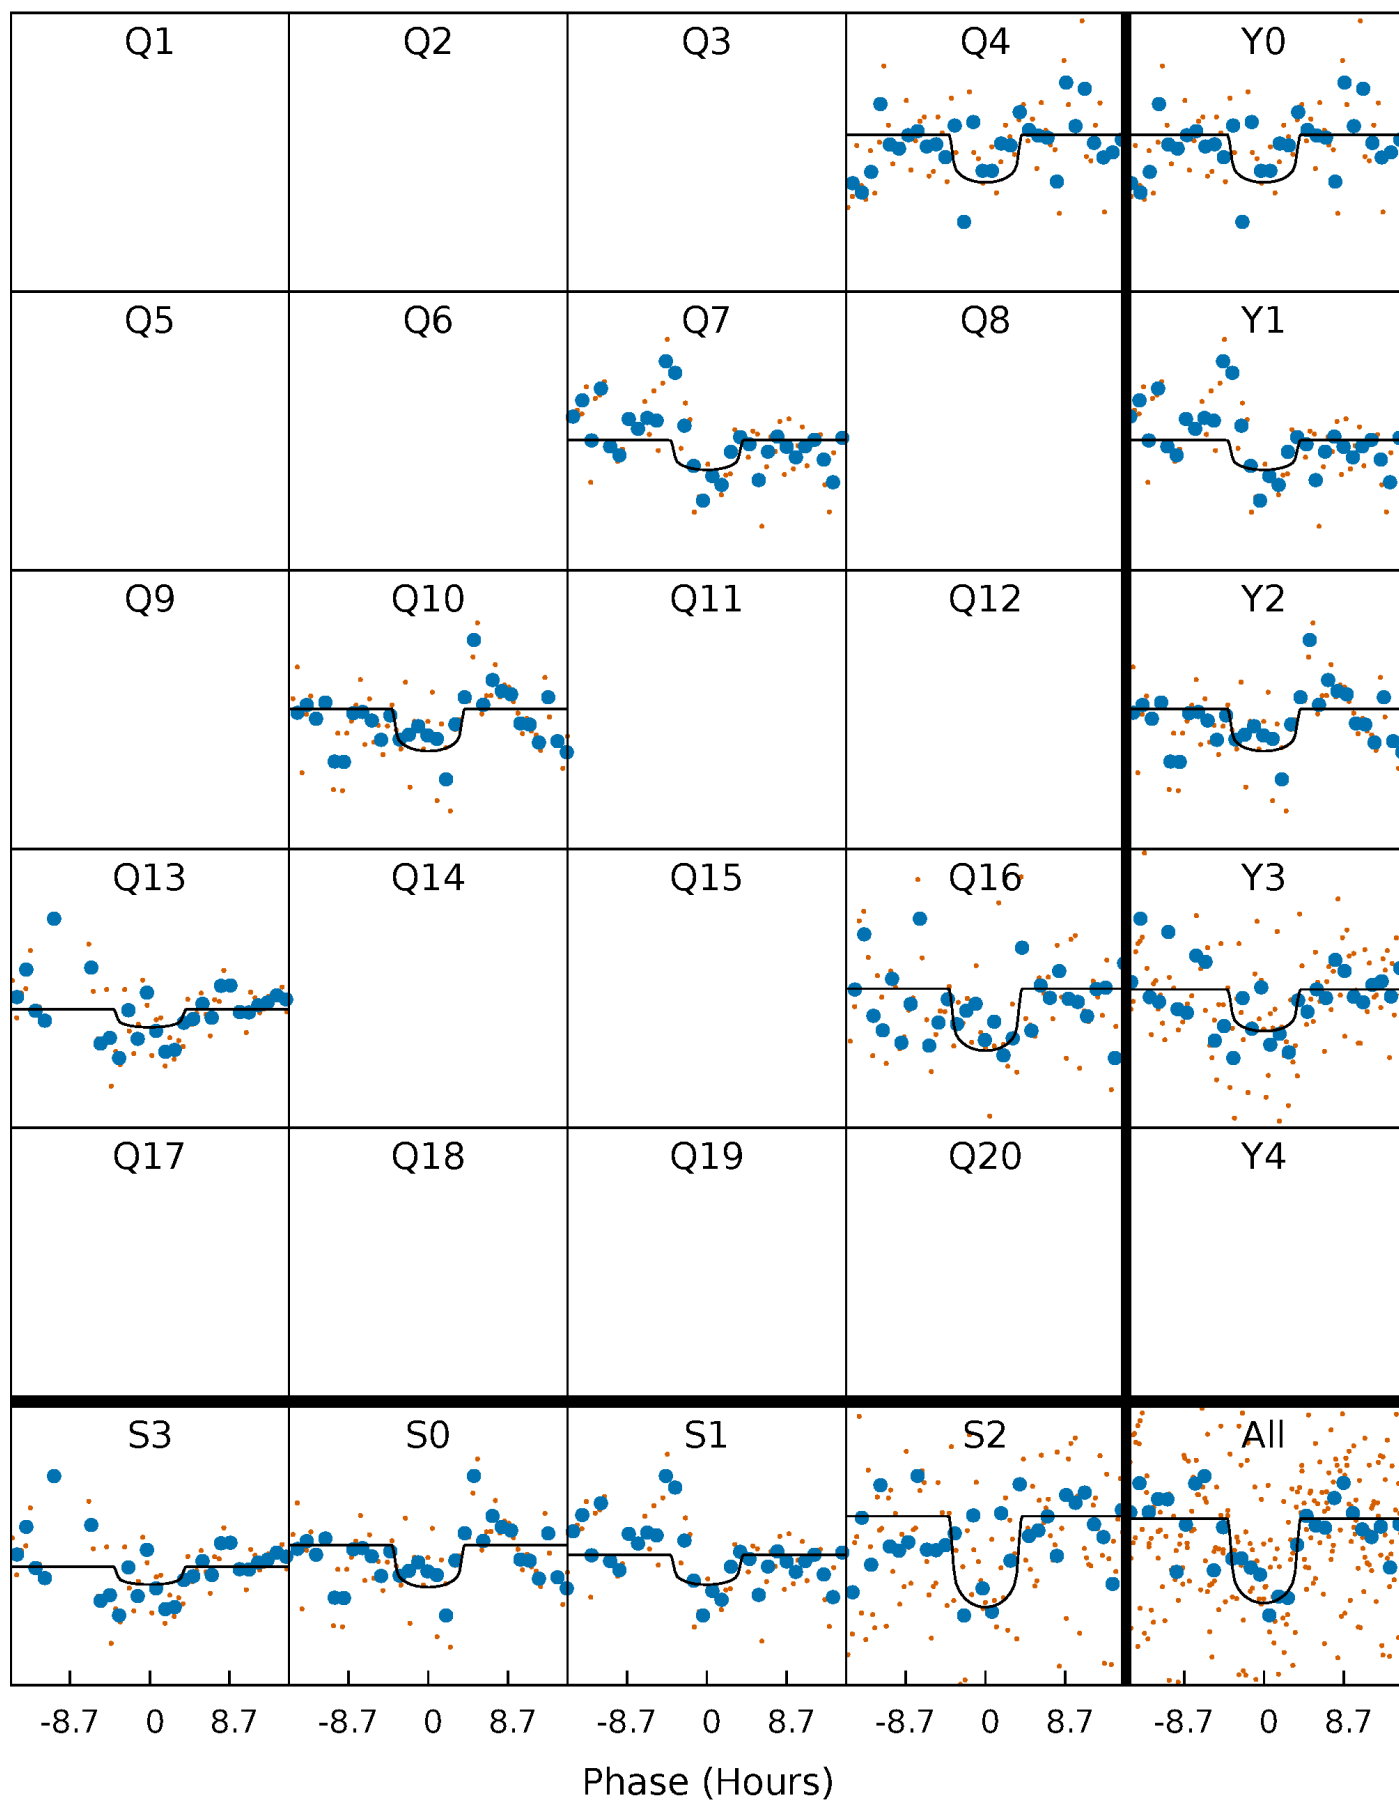 Q1 Q2 Q3 Q4 Y0
Q5 Q6 Q7 Q8 Y1
Q9 Q10 Q11 Q12 Y2
Q13 Q14 Q15 Q16 Y3
Q17 Q18 Q19 Q20 Y4
S3 S0 S1 S2 All
-8.7 0 8.7 -8.7 0 8.7 -8.7 0 8.7 -8.7 0 8.7 -8.7 0 8.7
Phase (Hours)